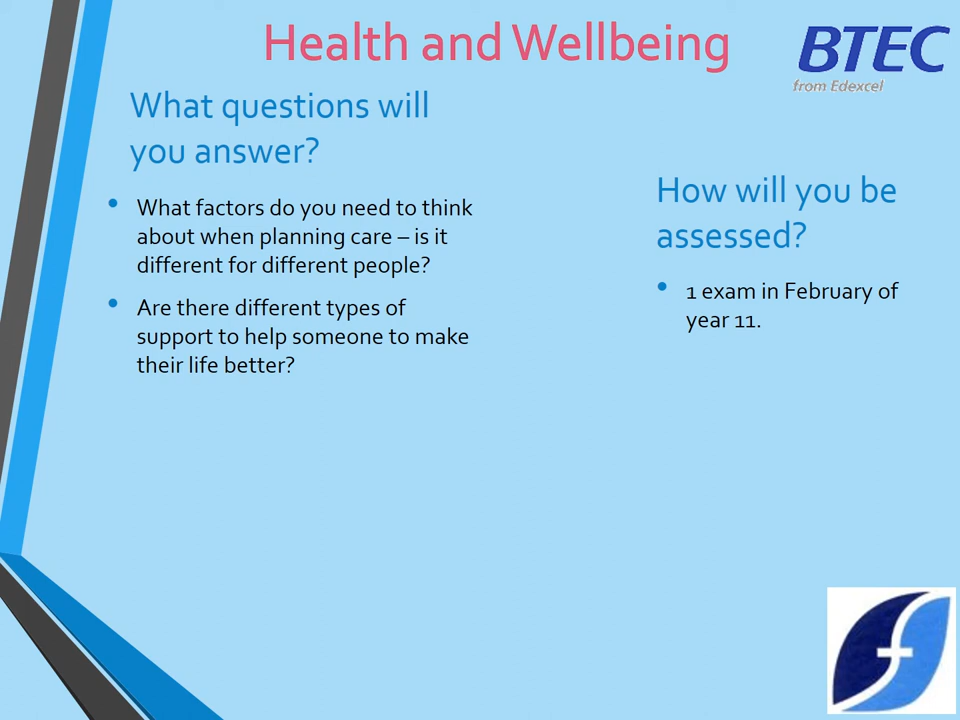 Health and Wellbeing
BTEC
from Edexcel
What questions will
you answer?
• What factors do you need to think
about when planning care – is it
different for different people?
• Are there different types of
support to help someone to make
their life better?
How will you be
assessed?
• 1 exam in February of
year 11.